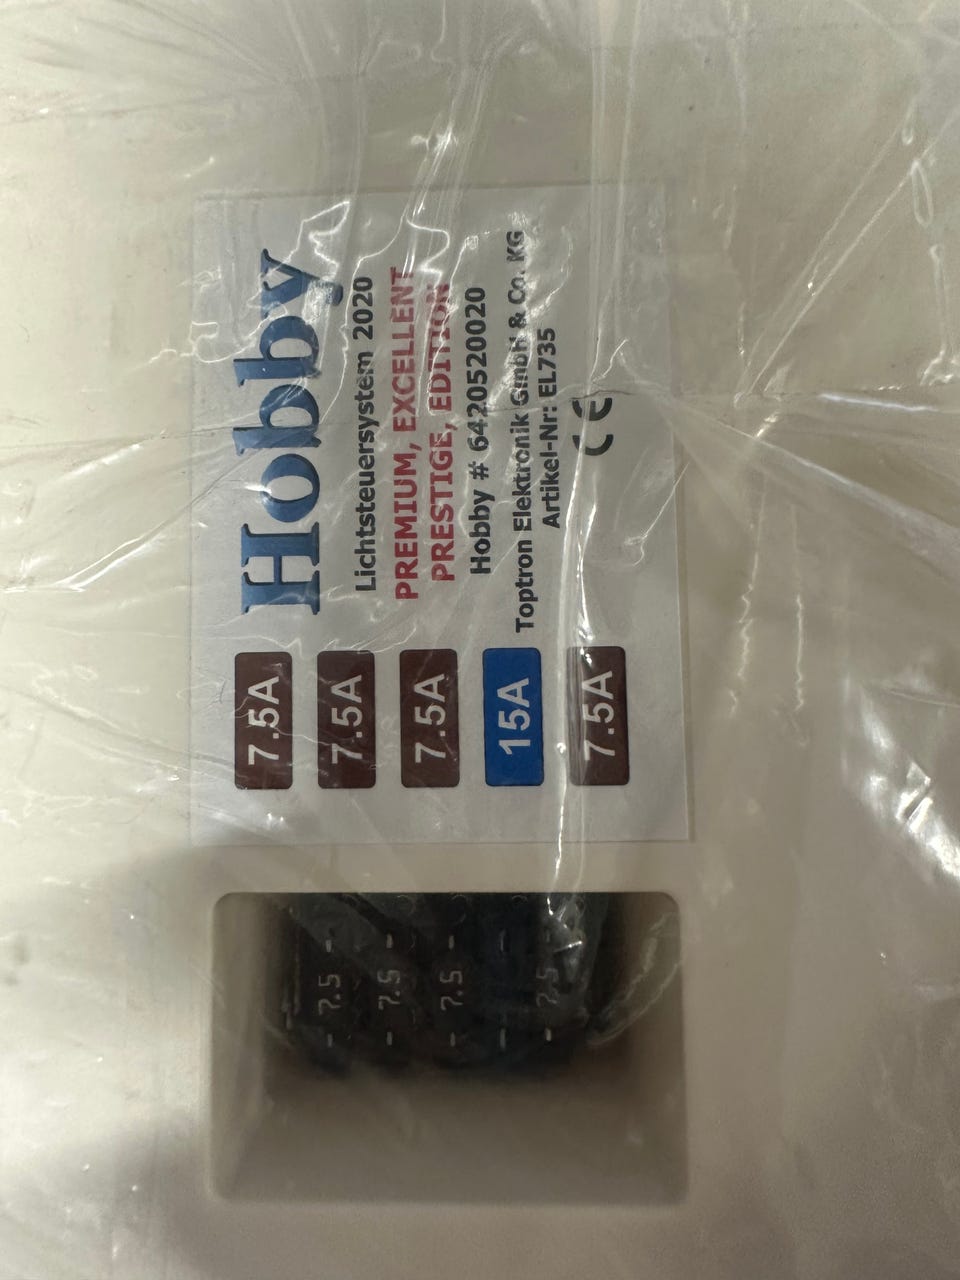 Hobby
Lichtsteuersystem 2020
PREMIUM, EXCELLENT
PRESTIGE, EDITION
Hobby # 6420520020
Toptron Elektronik GmbH & Co. KG
Artikel-Nr: EL735
CE
7.5A
7.5A
7.5A
15A
7.5A
7.5
7.5
7.5
7.5